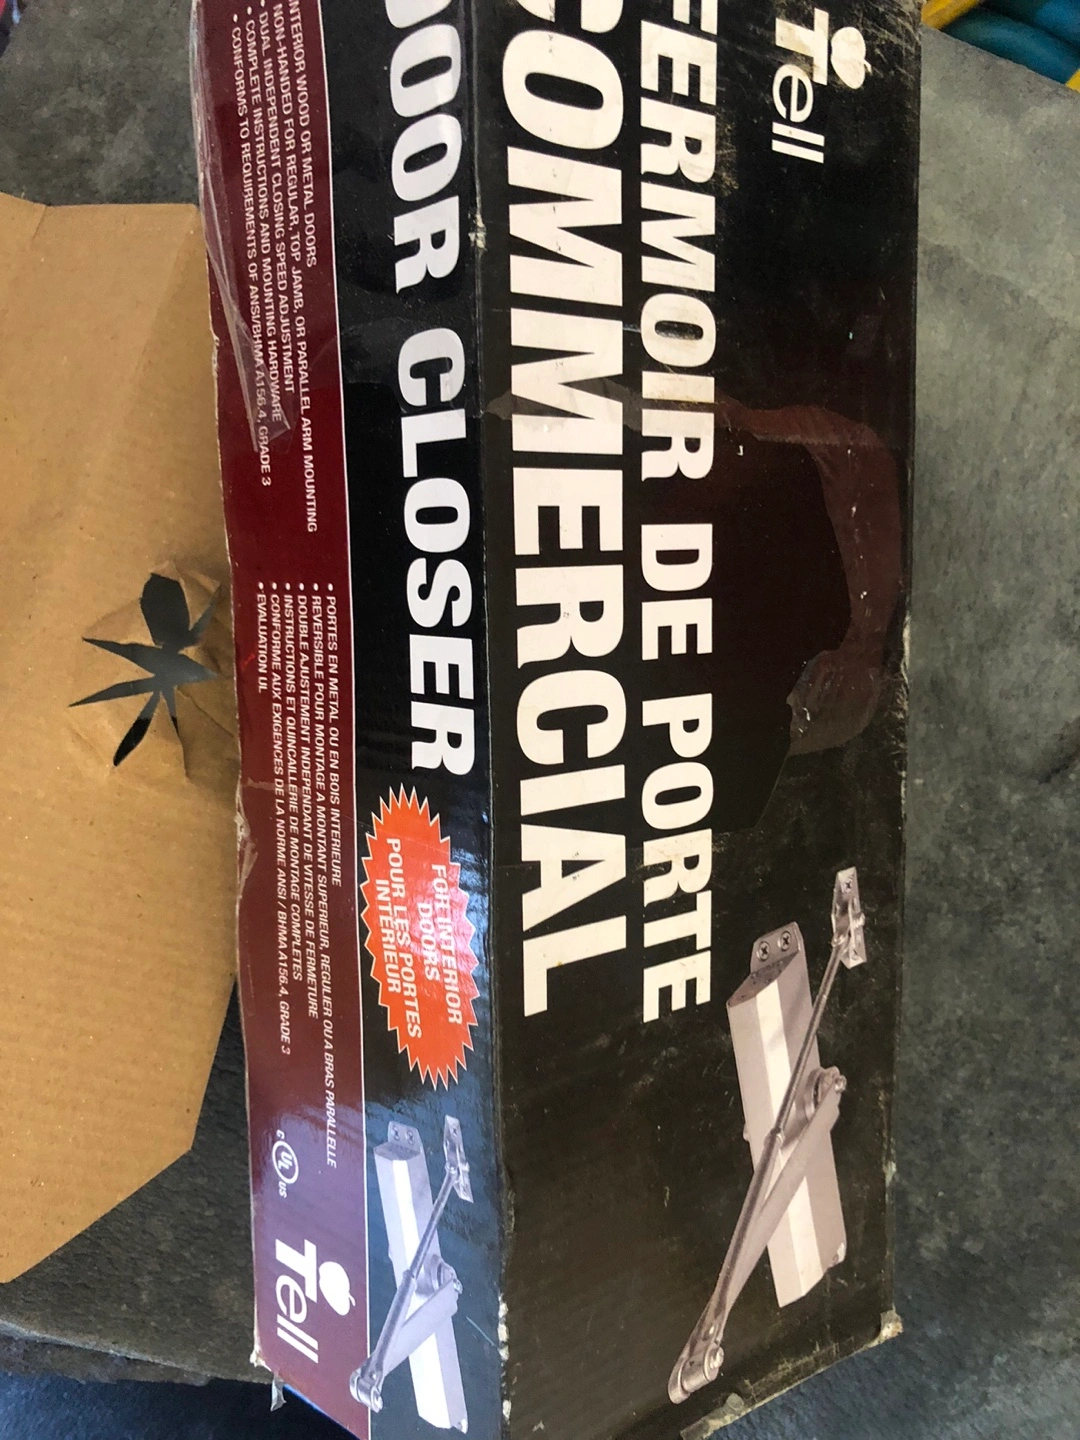 Tell
FERMOIR DE PORTE
COMMERCIAL
DOOR CLOSER
FOR INTERIOR
DOORS
POUR LES PORTES
INTÉRIEUR
INTERIOR WOOD OR METAL DOORS
NON-HANDED FOR REGULAR, TOP JAMB, OR PARALLEL ARM MOUNTING
• DUAL INDEPENDENT CLOSING SPEED ADJUSTMENT
• COMPLETE INSTRUCTIONS AND MOUNTING HARDWARE
• CONFORMS TO REQUIREMENTS OF ANSI/BHMA A156.4, GRADE 3
• PORTES EN METAL OU EN BOIS INTERIEURE
• REVERSIBLE POUR MONTAGE A MONTANT SUPERIEUR, REGULIER OU A BRAS PARALLELLE
• DOUBLE AJUSTEMENT INDEPENDANT DE VITESSE DE FERMETURE
• INSTRUCTIONS ET QUINCAILLERIE DE MONTAGE COMPLETES
• CONFORME AUX EXIGENCES DE LA NORME ANSI / BHMA A156.4, GRADE 3
• EVALUATION UL
c UL US
Tell